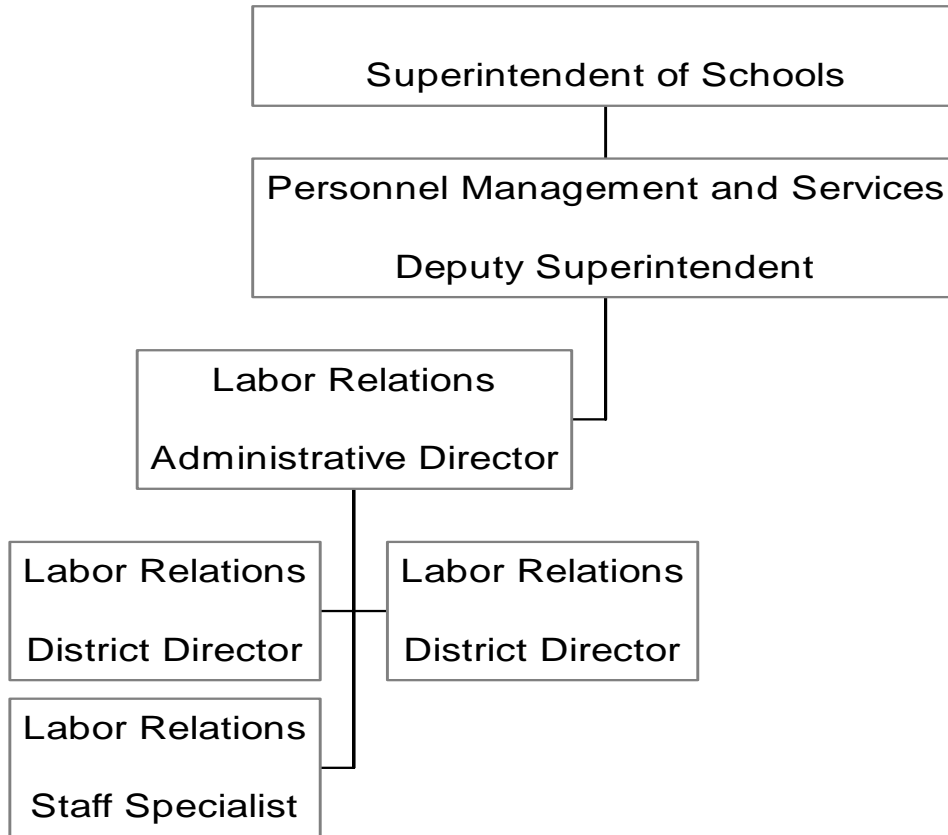 Superintendent of Schools
Personnel Management and Services
Deputy Superintendent
Labor Relations
Administrative Director
Labor Relations
District Director
Labor Relations
District Director
Labor Relations
Staff Specialist